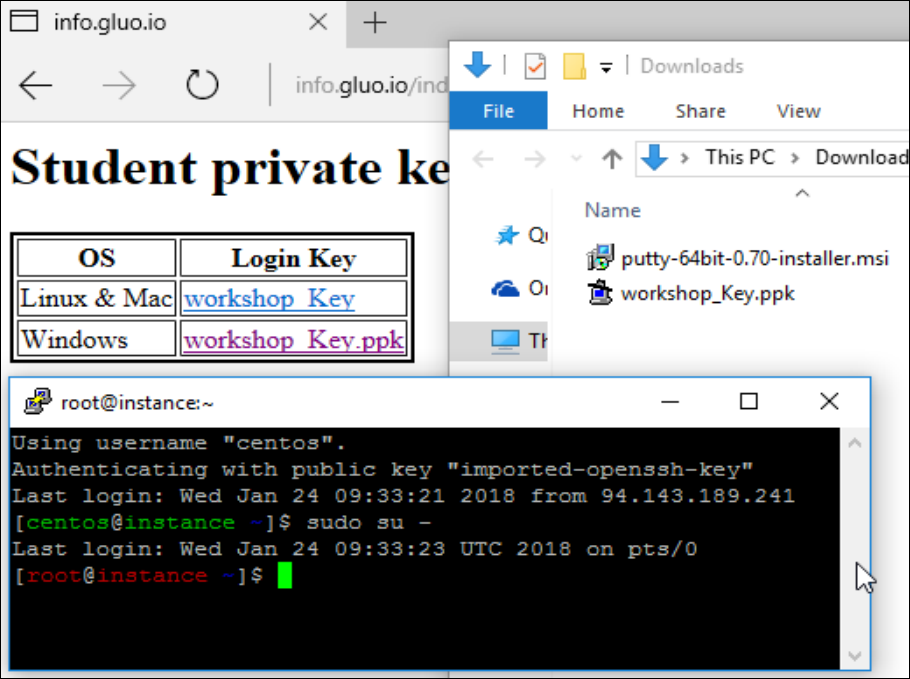 info.gluo.io
info.gluo.io/ind
Student private ke
OS Login Key
Linux & Mac workshop_Key
Windows workshop_Key.ppk
Downloads
File Home Share View
This PC > Download
Name
putty-64bit-0.70-installer.msi
workshop_Key.ppk
Qu
On
Th
root@instance:~
Using username "centos".
Authenticating with public key "imported-openssh-key"
Last login: Wed Jan 24 09:33:21 2018 from 94.143.189.241
[centos@instance ~]$ sudo su -
Last login: Wed Jan 24 09:33:23 UTC 2018 on pts/0
[root@instance ~]$